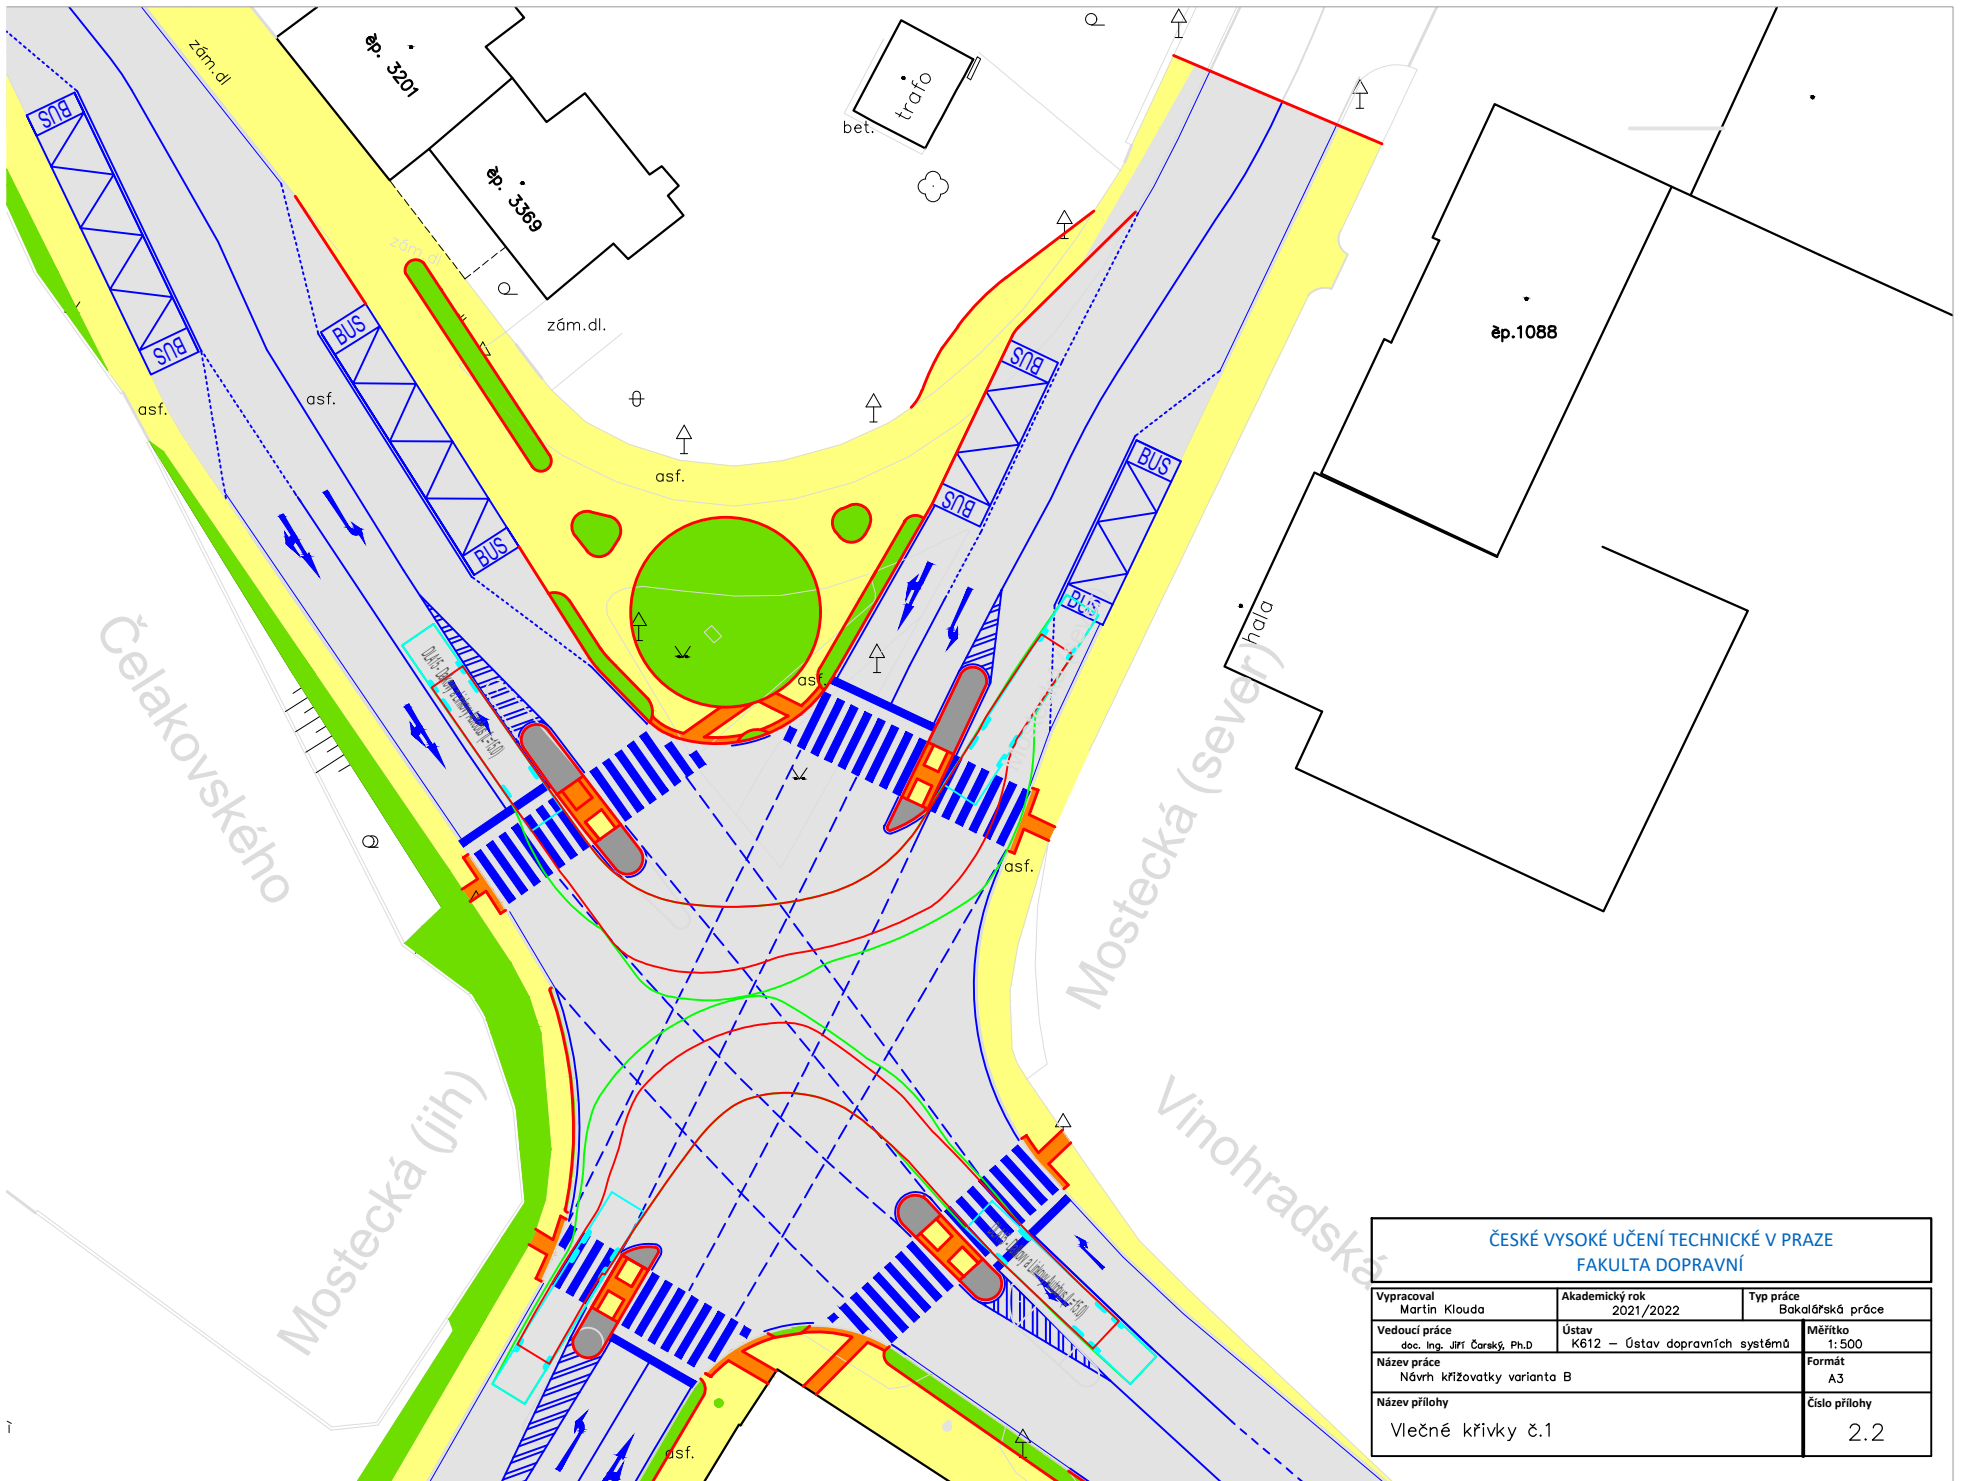 zám.dl
BUS
čp. 3201
čp. 3369
trafo
bet.
zám.dl
zám.dl.
BUS
BUS
asf.
asf.
BUS
BUS
BUS
BUS
BUS
BUS
asf.
čp.1088
hala
asf.
asf.
asf.
Čelakovského
Mostecká (sever)
Mostecká (jih)
Vinohradská
ČESKÉ VYSOKÉ UČENÍ TECHNICKÉ V PRAZE
FAKULTA DOPRAVNÍ
Vypracoval
Martin Klouda
Akademický rok
2021/2022
Typ práce
Bakalářská práce
Vedoucí práce
doc. Ing. Jiří Čarský, Ph.D
Ústav
K612 – Ústav dopravních systémů
Měřítko
1:500
Název práce
Návrh křižovatky varianta B
Formát
A3
Název přílohy
Vlečné křivky č.1
Číslo přílohy
2.2